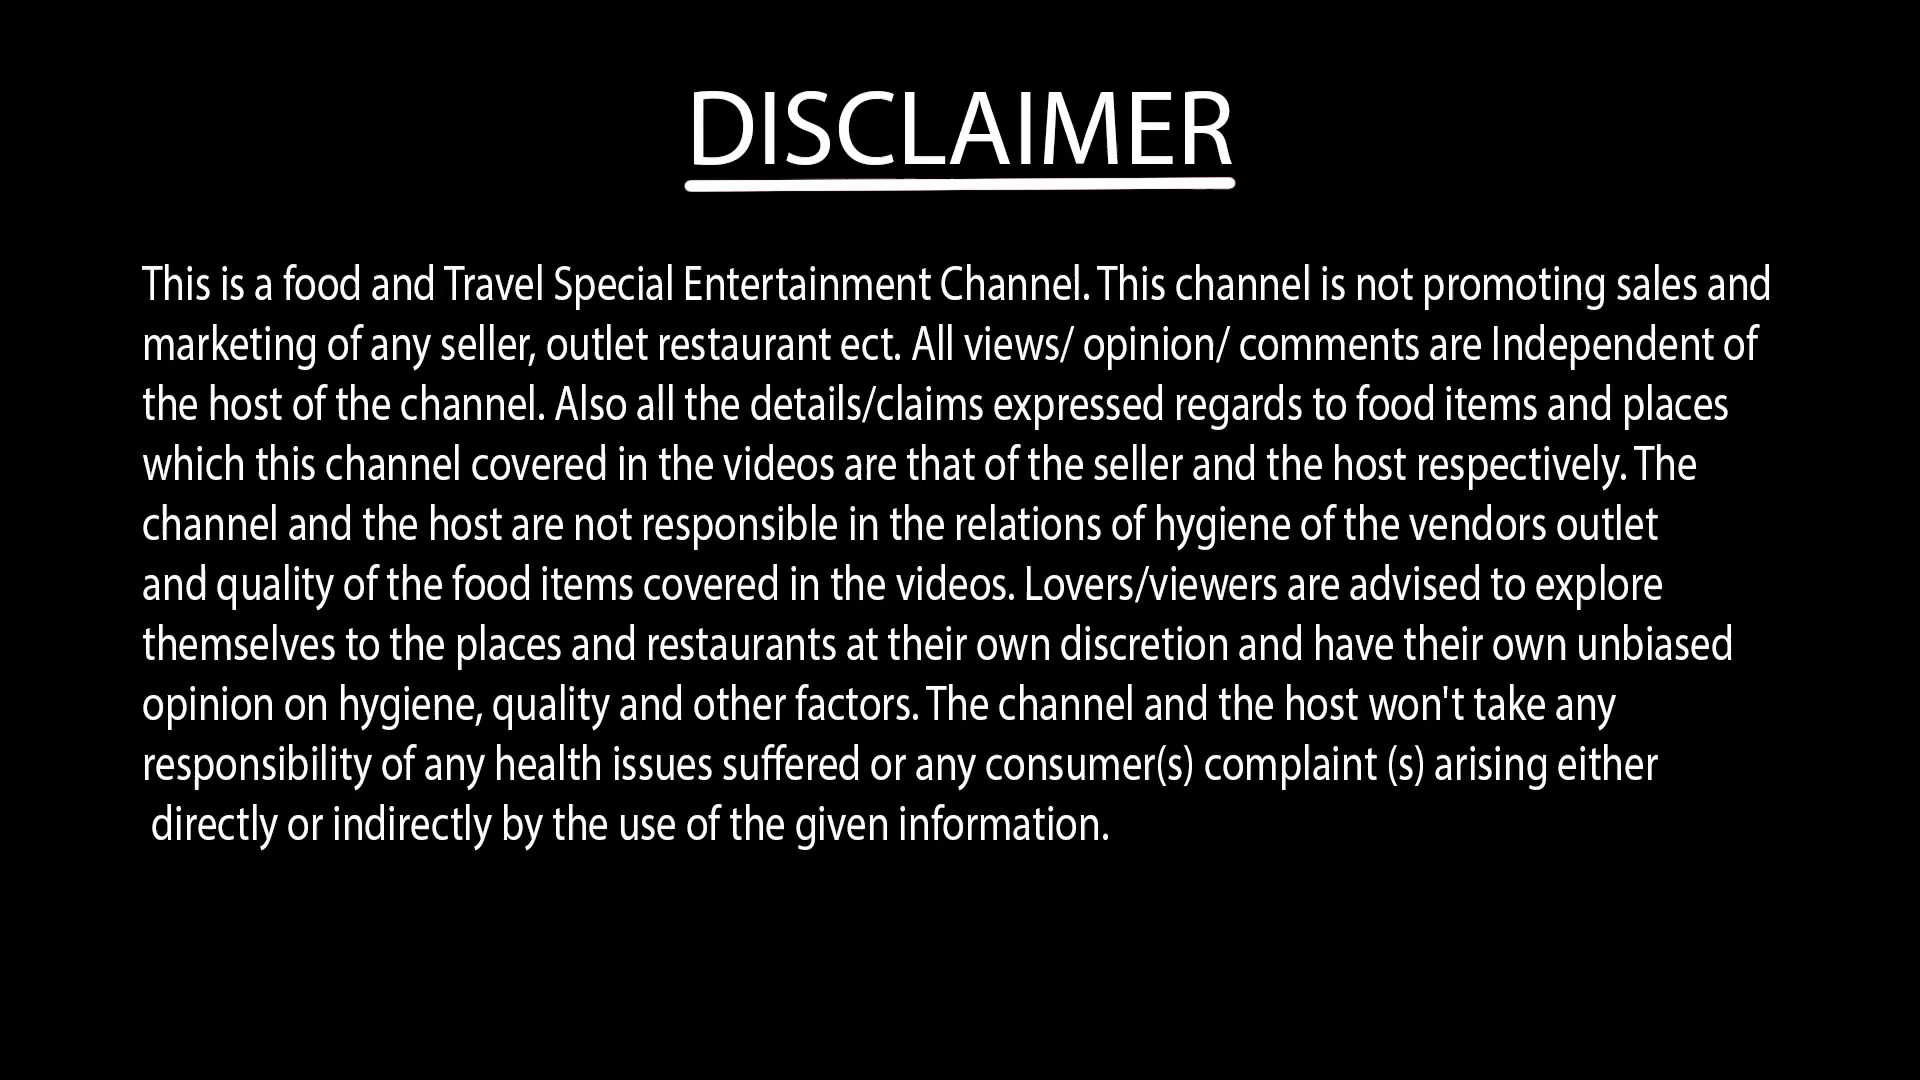 DISCLAIMER
This is a food and Travel Special Entertainment Channel. This channel is not promoting sales and
marketing of any seller, outlet restaurant ect. All views/ opinion/ comments are Independent of
the host of the channel. Also all the details/claims expressed regards to food items and places
which this channel covered in the videos are that of the seller and the host respectively. The
channel and the host are not responsible in the relations of hygiene of the vendors outlet
and quality of the food items covered in the videos. Lovers/viewers are advised to explore
themselves to the places and restaurants at their own discretion and have their own unbiased
opinion on hygiene, quality and other factors. The channel and the host won't take any
responsibility of any health issues suffered or any consumer(s) complaint (s) arising either
directly or indirectly by the use of the given information.